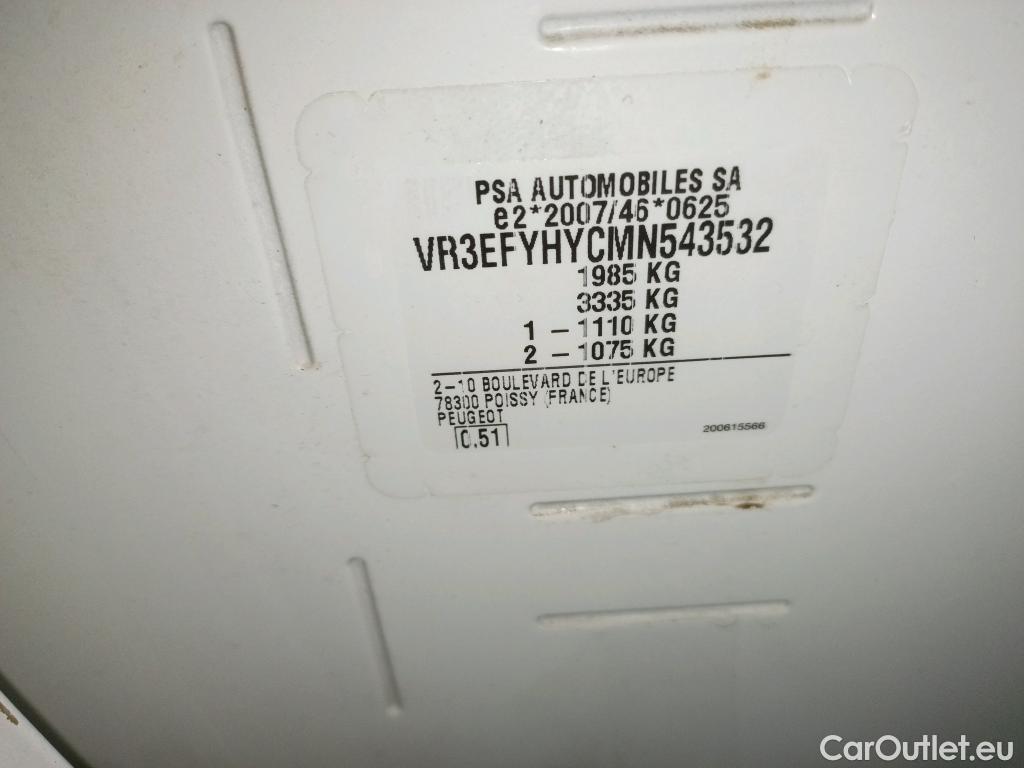 PSA AUTOMOBILES SA
e2*2007/46*0625
VR3EFYHYCMN543532
1985 KG
3335 KG
1 - 1110 KG
2 - 1075 KG
2-10 BOULEVARD DE L'EUROPE
78300 POISSY (FRANCE)
PEUGEOT
0.51
200615566
CarOutlet.eu